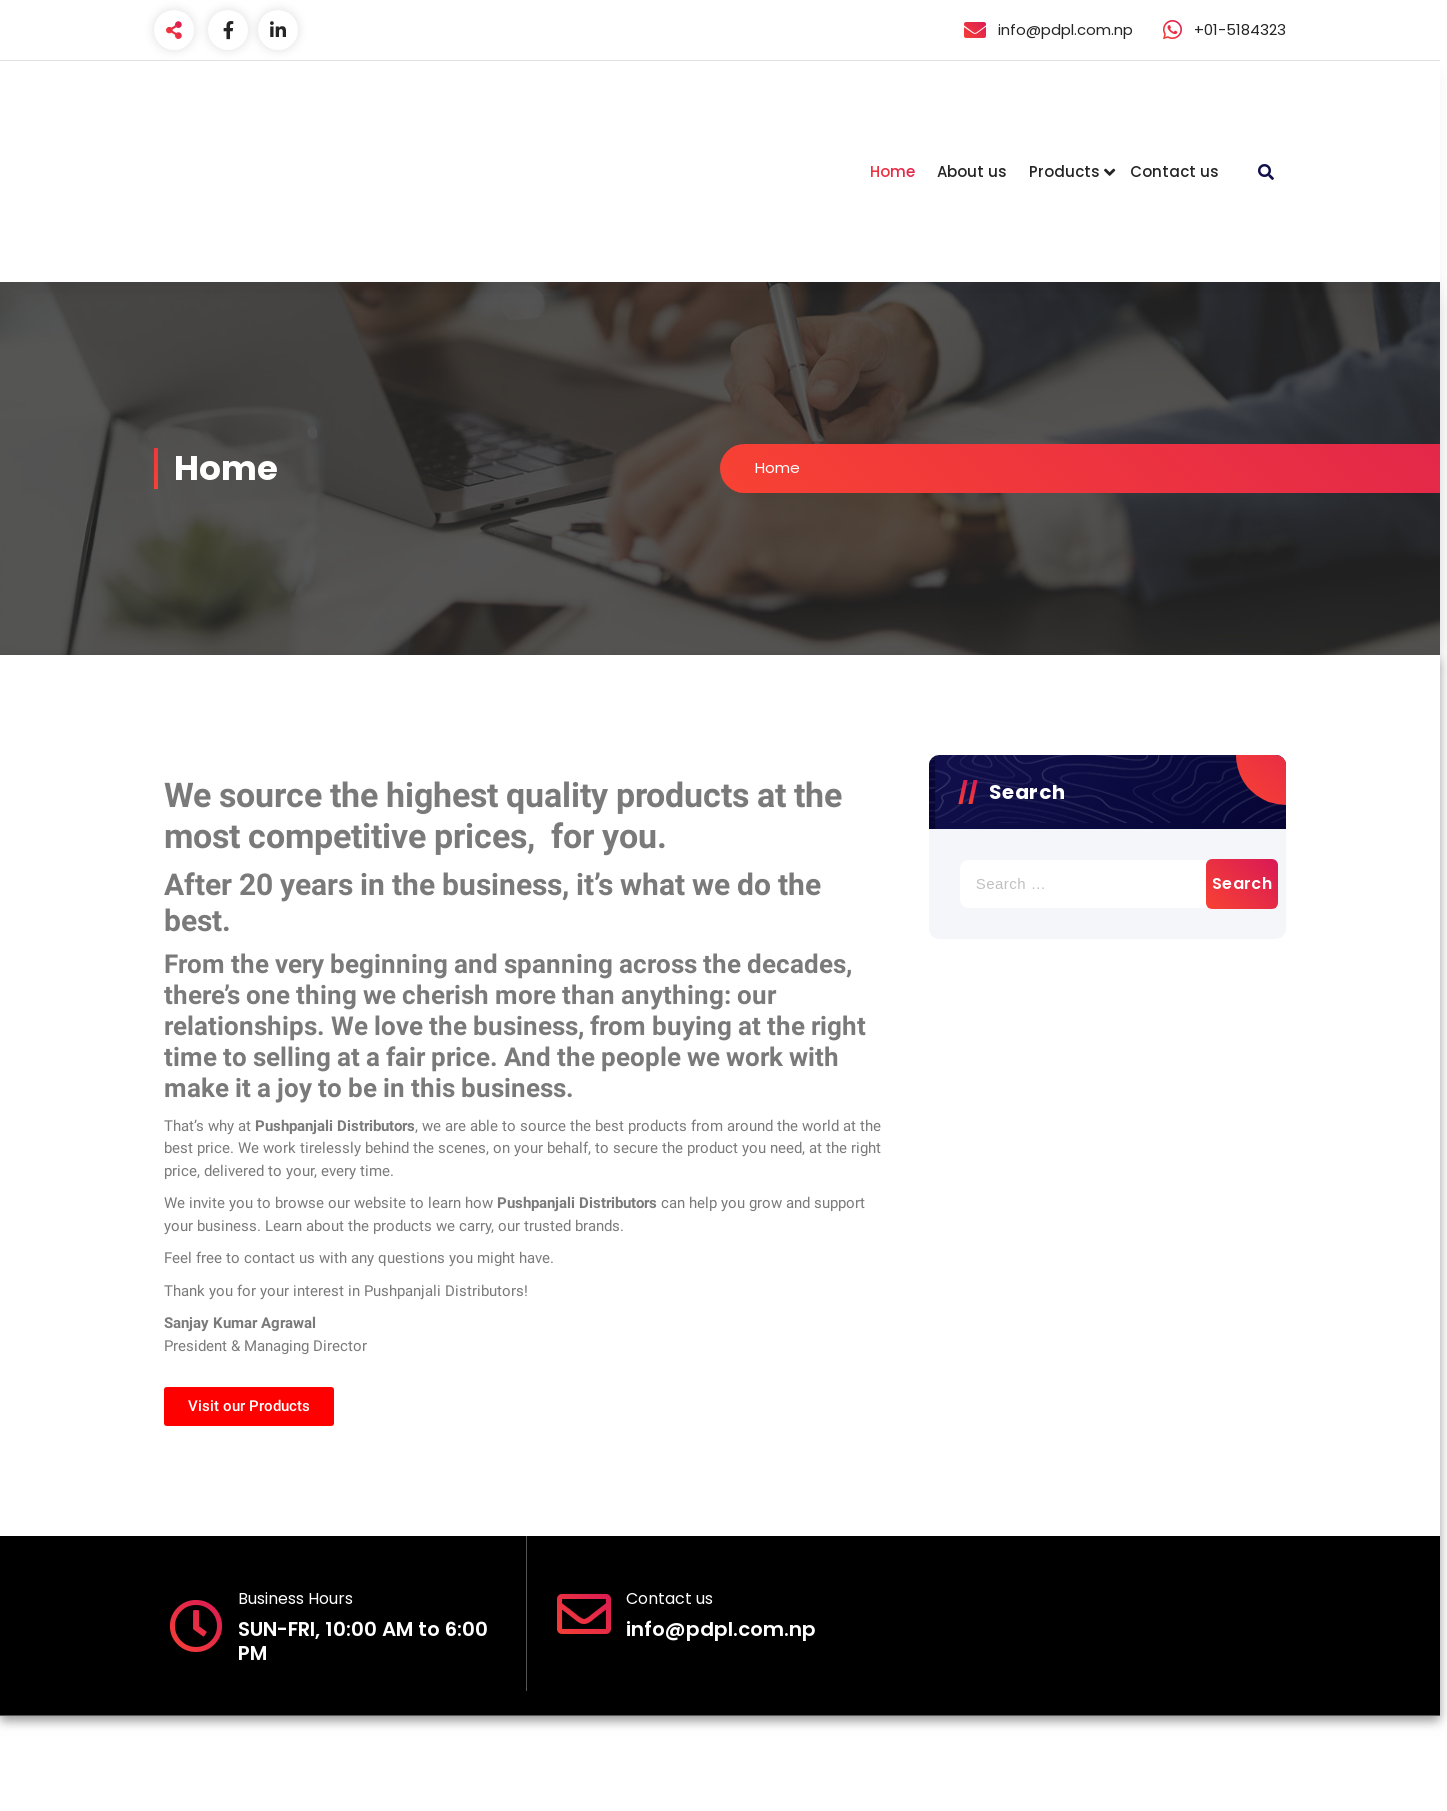 info@pdpl.com.np
+01-5184323
Home
About us
Products
Contact us
Home
Home
We source the highest quality products at the
most competitive prices,  for you.
After 20 years in the business, it’s what we do the
best.
From the very beginning and spanning across the decades,
there’s one thing we cherish more than anything: our
relationships. We love the business, from buying at the right
time to selling at a fair price. And the people we work with
make it a joy to be in this business.
That’s why at Pushpanjali Distributors, we are able to source the best products from around the world at the
best price. We work tirelessly behind the scenes, on your behalf, to secure the product you need, at the right
price, delivered to your, every time.
We invite you to browse our website to learn how Pushpanjali Distributors can help you grow and support
your business. Learn about the products we carry, our trusted brands.
Feel free to contact us with any questions you might have.
Thank you for your interest in Pushpanjali Distributors!
Sanjay Kumar Agrawal
President & Managing Director
Visit our Products
// Search
Search …
Search
Business Hours
SUN-FRI, 10:00 AM to 6:00
PM
Contact us
info@pdpl.com.np